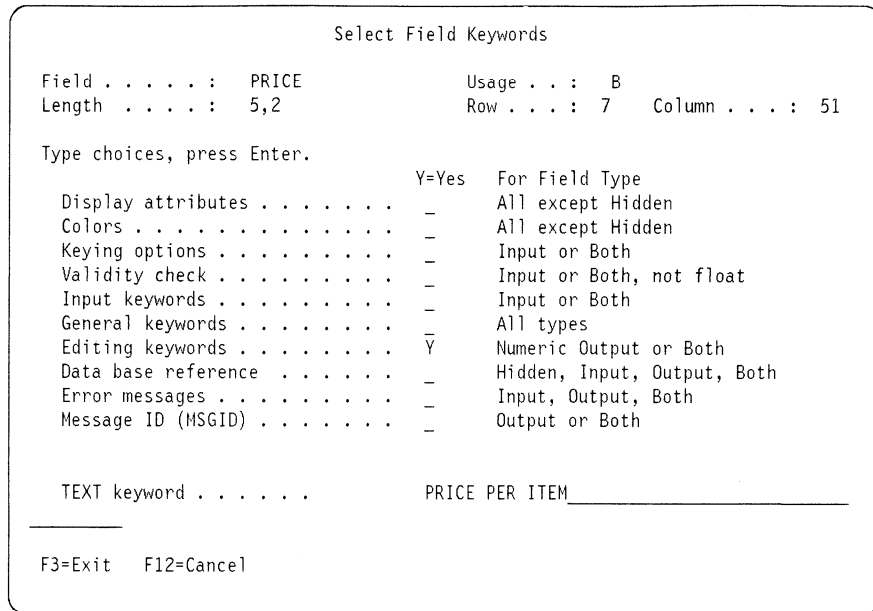 Select Field Keywords
Field . . . . . :   PRICE                    Usage . . :   B
Length  . . . . :   5,2                      Row . . . :  7    Column . . . :  51
Type choices, press Enter.
Y=Yes   For Field Type
Display attributes . . . . . . .   _   All except Hidden
Colors . . . . . . . . . . . . .   _   All except Hidden
Keying options . . . . . . . . .   _   Input or Both
Validity check . . . . . . . . .   _   Input or Both, not float
Input keywords . . . . . . . . .   _   Input or Both
General keywords . . . . . . . .   _   All types
Editing keywords . . . . . . . .   Y   Numeric Output or Both
Data base reference  . . . . . .   _   Hidden, Input, Output, Both
Error messages . . . . . . . . .   _   Input, Output, Both
Message ID (MSGID) . . . . . . .   _   Output or Both
TEXT keyword . . . . . .           PRICE PER ITEM
F3=Exit   F12=Cancel